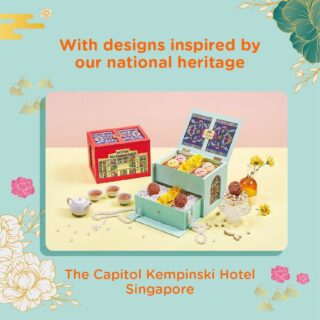 With designs inspired by
our national heritage
The Capitol Kempinski Hotel
Singapore